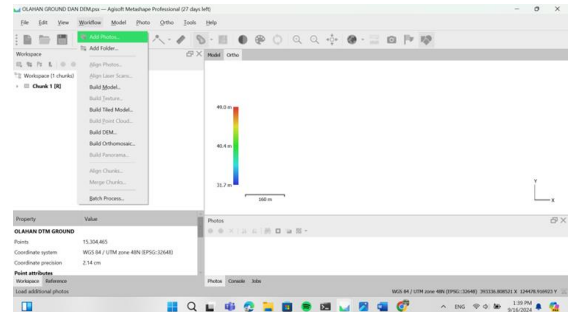 OLAHAN GROUND DAN DEM.psx — Agisoft Metashape Professional (27 days left)
File Edit View Workflow Model Photo Ortho Tools Help
Add Photos...
Add Folder...
Align Photos...
Align Laser Scans...
Build Model...
Build Texture...
Build Tiled Model...
Build Point Cloud...
Build DEM...
Build Orthomosaic...
Build Panorama...
Align Chunks...
Merge Chunks...
Batch Process...
Workspace
Workspace (1 chunks)
Chunk 1 [R]
Model Ortho
49.0 m
40.4 m
31.7 m
160 m
Y
X
Property Value
OLAHAN DTM GROUND
Points 15,304,465
Coordinate system WGS 84 / UTM zone 48N (EPSG:32648)
Coordinate precision 2.14 cm
Point attributes
Workspace Reference
Photos
Photos Console Jobs
Load additional photos
WGS 84 / UTM zone 48N (EPSG::32648)
ENG
1:39 PM
9/16/2024